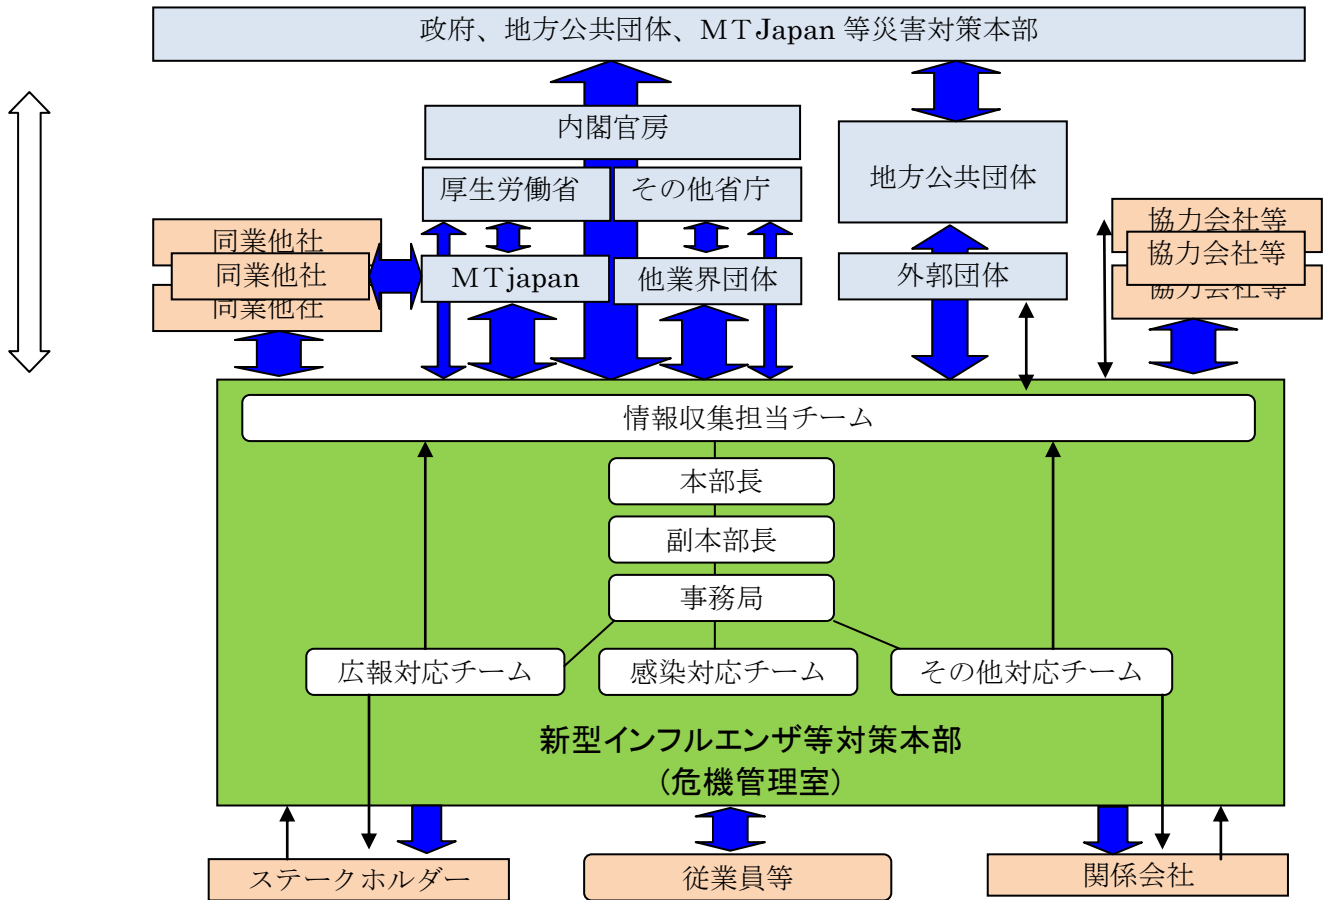 政府、地方公共団体、MTJapan 等災害対策本部
内閣官房
厚生労働省
その他省庁
地方公共団体
同業他社
同業他社
同業他社
MTjapan
他業界団体
外郭団体
協力会社等
協力会社等
協力会社等
情報収集担当チーム
本部長
副本部長
事務局
広報対応チーム
感染対応チーム
その他対応チーム
新型インフルエンザ等対策本部
(危機管理室)
ステークホルダー
従業員等
関係会社